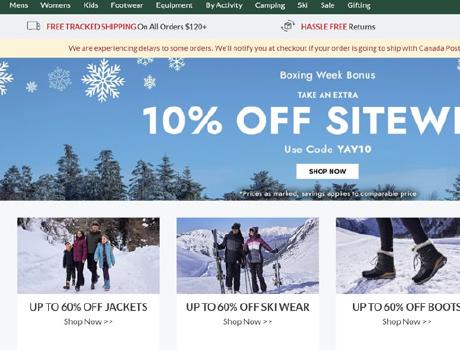 Mens Womens Kids Footwear Equipment By Activity Camping Ski Sale Gifting
FREE TRACKED SHIPPING On All Orders $120+ HASSLE FREE Returns
We are experiencing delays to some orders. We'll notify you at checkout if your order is going to ship with Canada Post
Boxing Week Bonus
TAKE AN EXTRA
10% OFF SITEW
Use Code YAY10
SHOP NOW
*Prices as marked, savings applies to comparable price
UP TO 60% OFF JACKETS
Shop Now >>
UP TO 60% OFF SKI WEAR
Shop Now >>
UP TO 60% OFF BOOTS
Shop Now >>